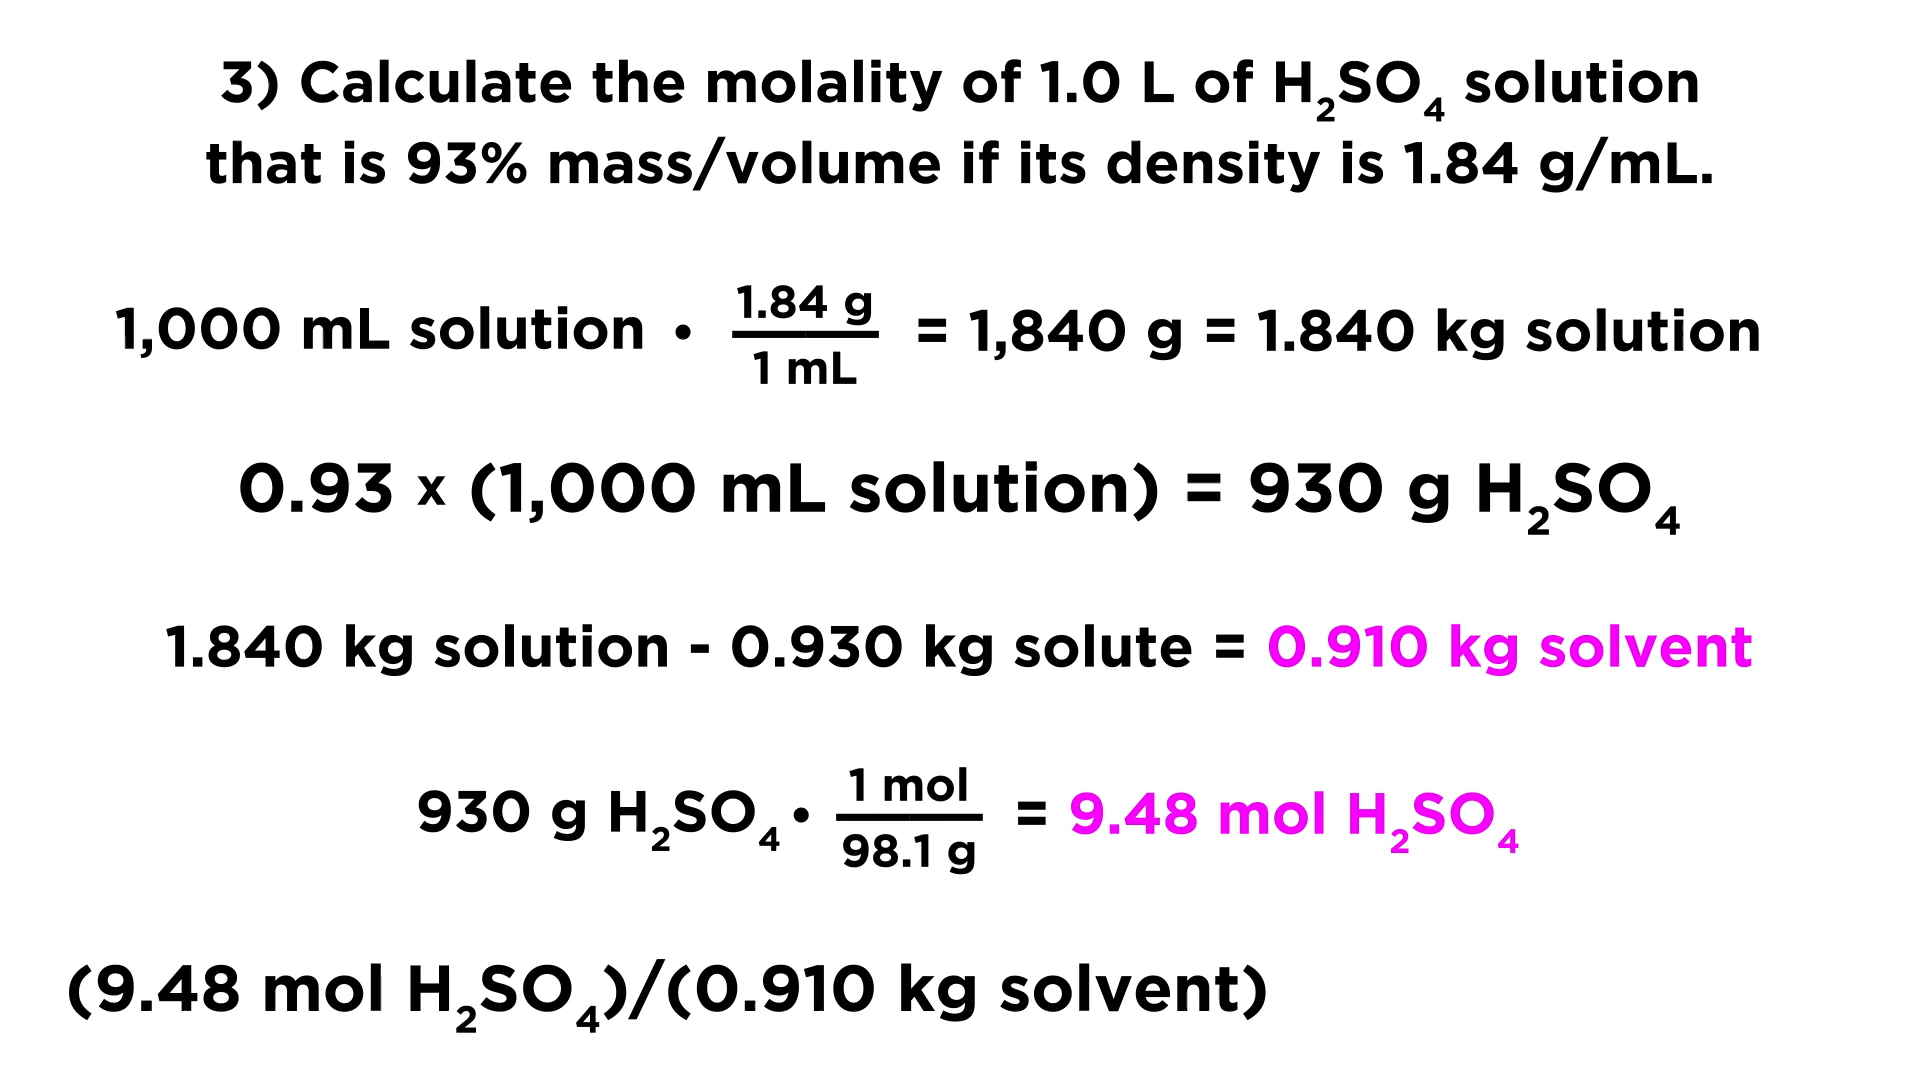 3) Calculate the molality of 1.0 L of H₂SO₄ solution
that is 93% mass/volume if its density is 1.84 g/mL.
1,000 mL solution • 1.84 g / 1 mL = 1,840 g = 1.840 kg solution
0.93 x (1,000 mL solution) = 930 g H₂SO₄
1.840 kg solution - 0.930 kg solute = 0.910 kg solvent
930 g H₂SO₄ • 1 mol / 98.1 g = 9.48 mol H₂SO₄
(9.48 mol H₂SO₄)/(0.910 kg solvent)